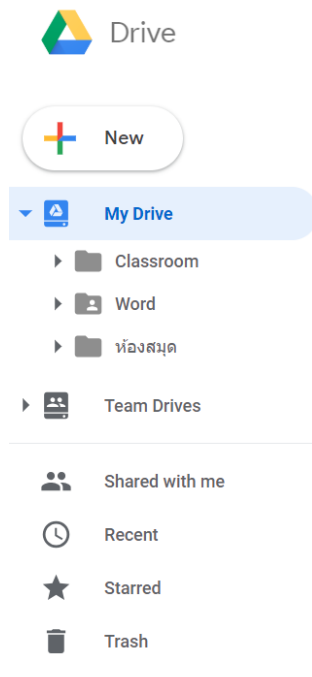 Drive
New
My Drive
Classroom
Word
ห้องสมุด
Team Drives
Shared with me
Recent
Starred
Trash